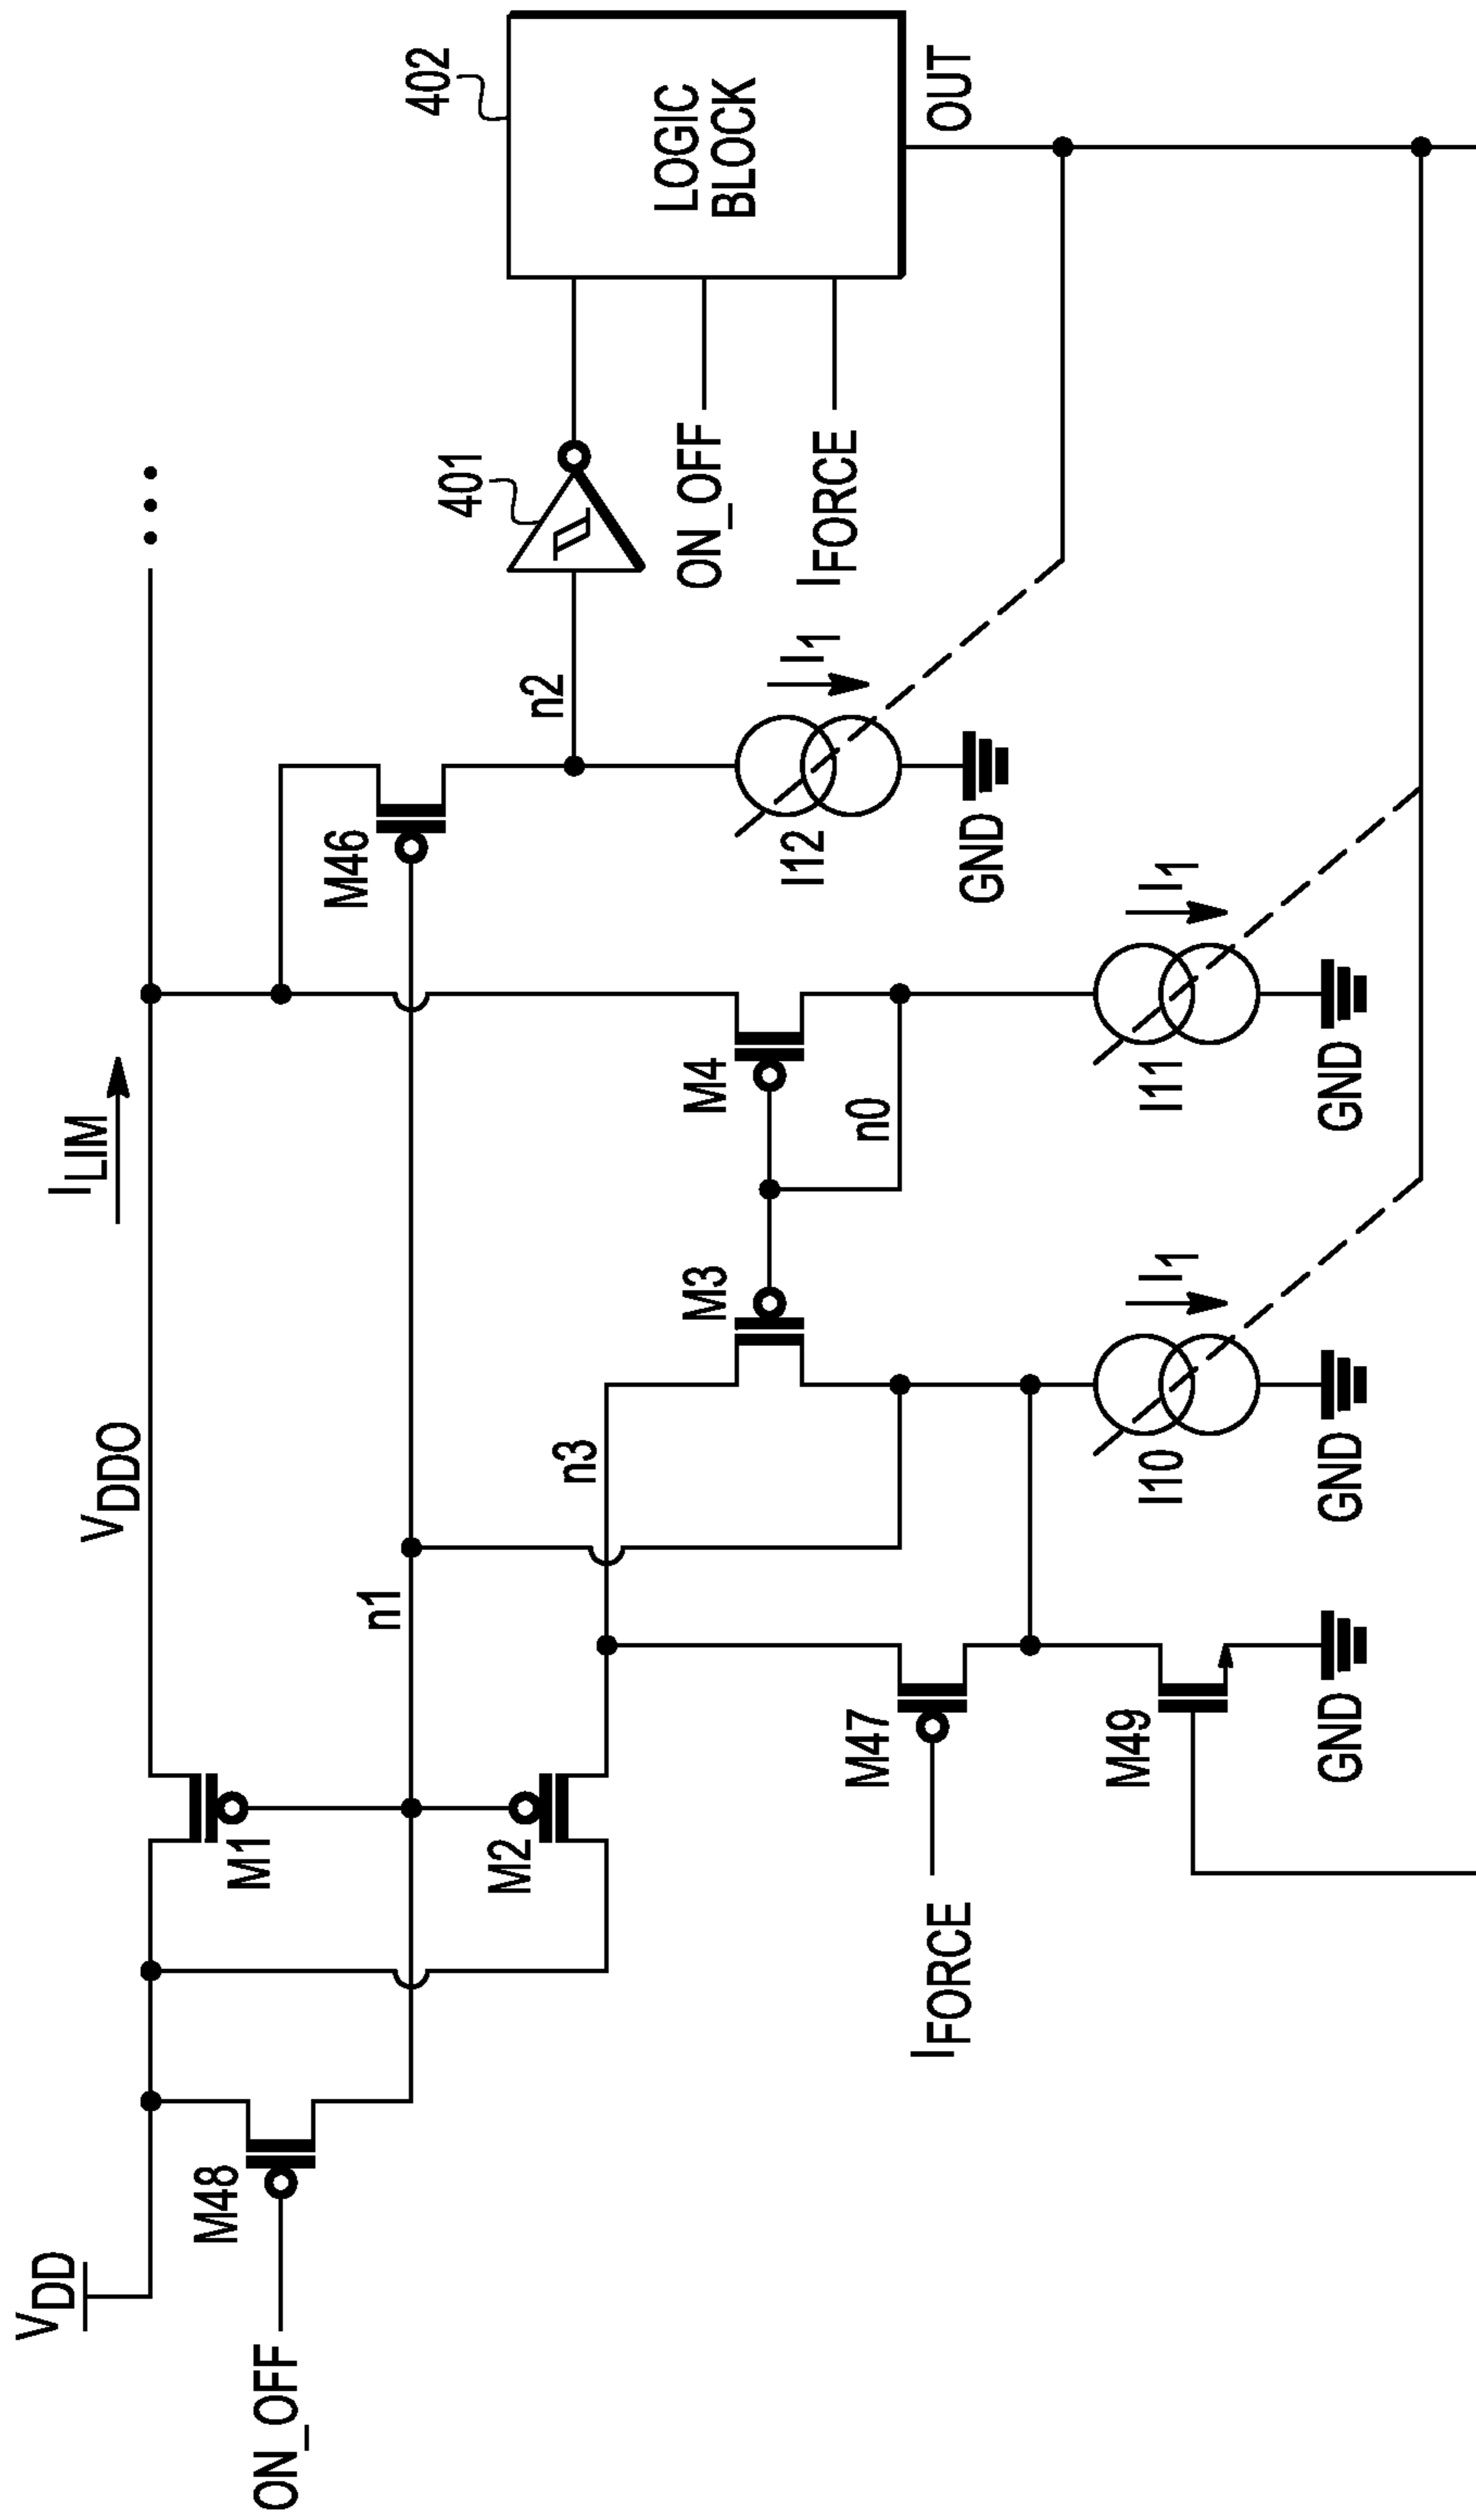 VDD
ON_OFF
M48
M1
M2
VDDO
ILIM
n1
n3
M3
M4
n0
M46
n2
401
402
LOGIC
BLOCK
ON_OFF
IFORCE
OUT
IFORCE
M47
M49
I10
I1
I11
I1
I12
I1
GND
GND
GND
GND